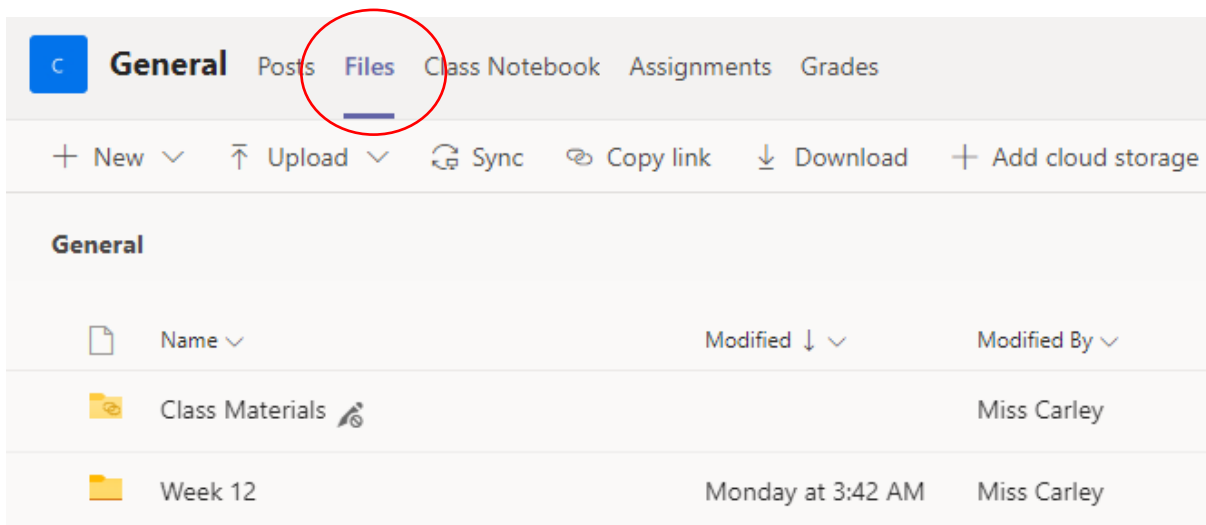 C General Posts Files Class Notebook Assignments Grades
New Upload Sync Copy link Download Add cloud storage
General
Name Modified Modified By
Class Materials Miss Carley
Week 12 Monday at 3:42 AM Miss Carley